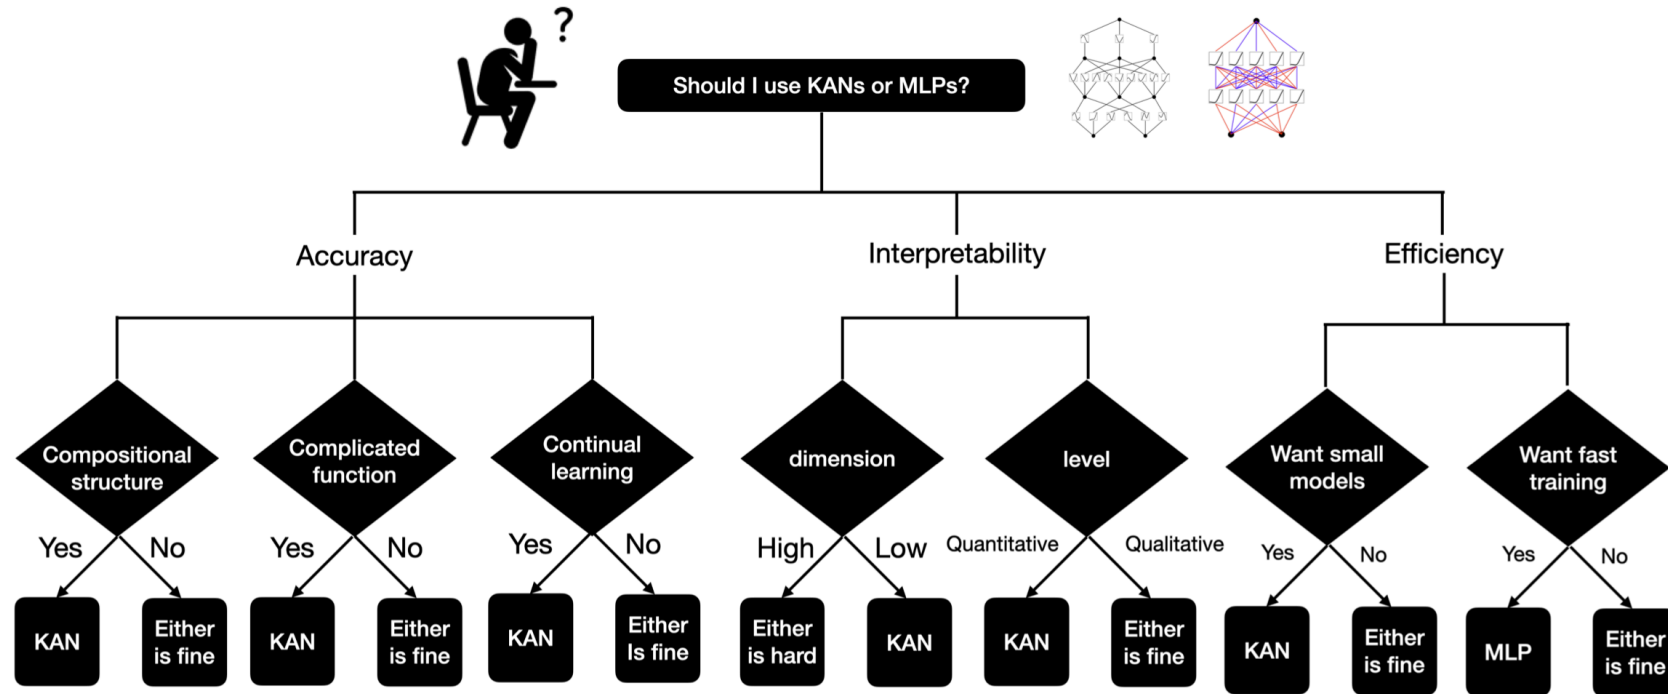 ?
Should I use KANs or MLPs?
Accuracy
Interpretability
Efficiency
Compositional
structure
Complicated
function
Continual
learning
dimension
level
Want small
models
Want fast
training
Yes
No
Yes
No
Yes
No
High
Low
Quantitative
Qualitative
Yes
No
Yes
No
KAN
Either
is fine
KAN
Either
is fine
KAN
Either
Is fine
Either
is hard
KAN
KAN
Either
is fine
KAN
Either
is fine
MLP
Either
is fine